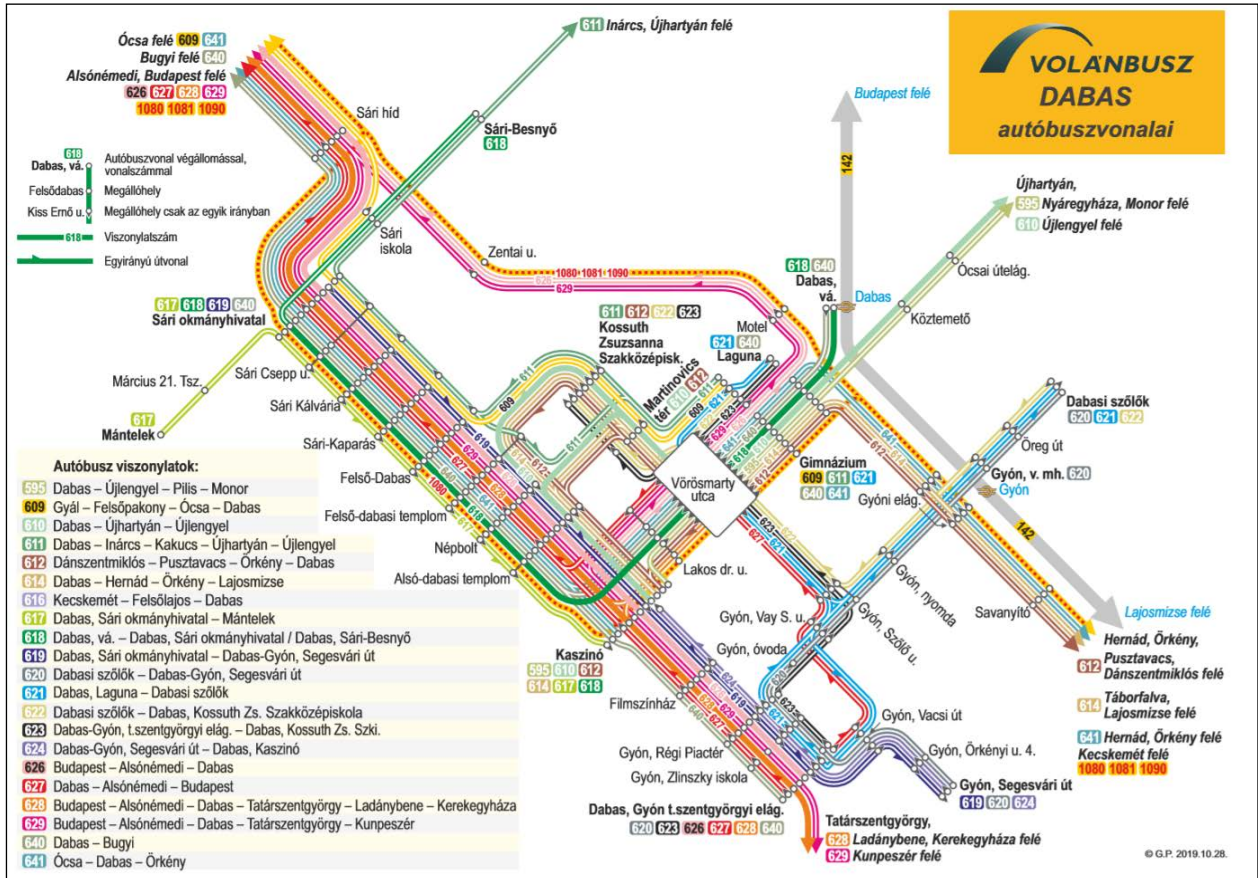 Ócsa felé 609 641
Bugyi felé 640
Alsónémedi, Budapest felé
626 627 628 629
1080 1081 1090
611 Inárcs, Újhartyán felé
VOLÁNBUSZ
DABAS
autóbuszvonalai
Budapest felé
142
Sári híd
Sári-Besnyő
618
618
Dabas, vá.
Autóbuszvonal végállomással,
vonalszámmal
Felsődabas
Megállóhely
Kiss Ernő u.
Megállóhely csak az egyik irányban
618
Viszonylatszám
Egyirányú útvonal
Sári
iskola
Zentai u.
1080 1081 1090
626
629
Újhartyán,
595 Nyáregyháza, Monor felé
610 Újlengyel felé
Ócsai útelág.
Köztemető
618 640
Dabas,
vá.
Dabas
617 618 619 640
Sári okmányhivatal
611 612 622 623
Kossuth
Zsuzsanna
Szakközépisk.
Motel
621 640
Laguna
Martinovics
tér 610 612
Március 21. Tsz.
617
Mántelek
Sári Csepp u.
Sári Kálvária
Sári-Kaparás
Felső-Dabas
Felső-dabasi templom
Népbolt
Alsó-dabasi templom
Vörösmarty
utca
Gimnázium
609 611 621
640 641
Dabasi szőlők
620 621 622
Öreg út
Gyón, v. mh. 620
Gyón
Gyóni elág.
142
Lajosmizse felé
Lakos dr. u.
Gyón, nyomda
Gyón, Szőlő u.
Savanyító
Gyón, Vay S. u.
Gyón, óvoda
Kaszinó
595 610 612
614 617 618
Filmszínház
Gyón, Régi Piactér
Gyón, Zlinszky iskola
Gyón, Vacsi út
Gyón, Örkényi u. 4.
Gyón, Segesvári út
619 620 624
Dabas, Gyón t.szentgyörgyi elág.
620 623 626 627 628 640
Tatárszentgyörgy,
628 Ladánybene, Kerekegyháza felé
629 Kunpeszér felé
Hernád, Örkény,
612 Pusztavacs,
Dánszentmiklós felé
614 Táborfalva,
Lajosmizse felé
641 Hernád, Örkény felé
Kecskemét felé
1080 1081 1090
Autóbusz viszonylatok:
595 Dabas – Újlengyel – Pilis – Monor
609 Gyál – Felsőpakony – Ócsa – Dabas
610 Dabas – Újhartyán – Újlengyel
611 Dabas – Inárcs – Kakucs – Újhartyán – Újlengyel
612 Dánszentmiklós – Pusztavacs – Örkény – Dabas
614 Dabas – Hernád – Örkény – Lajosmizse
616 Kecskemét – Felsőlajos – Dabas
617 Dabas, Sári okmányhivatal – Mántelek
618 Dabas, vá. – Dabas, Sári okmányhivatal / Dabas, Sári-Besnyő
619 Dabas, Sári okmányhivatal – Dabas-Gyón, Segesvári út
620 Dabasi szőlők – Dabas-Gyón, Segesvári út
621 Dabas, Laguna – Dabasi szőlők
622 Dabasi szőlők – Dabas, Kossuth Zs. Szakközépiskola
623 Dabas-Gyón, t.szentgyörgyi elág. – Dabas, Kossuth Zs. Szki.
624 Dabas-Gyón, Segesvári út – Dabas, Kaszinó
626 Budapest – Alsónémedi – Dabas
627 Dabas – Alsónémedi – Budapest
628 Budapest – Alsónémedi – Dabas – Tatárszentgyörgy – Ladánybene – Kerekegyháza
629 Budapest – Alsónémedi – Dabas – Tatárszentgyörgy – Kunpeszér
640 Dabas – Bugyi
641 Ócsa – Dabas – Örkény
© G.P. 2019.10.28.